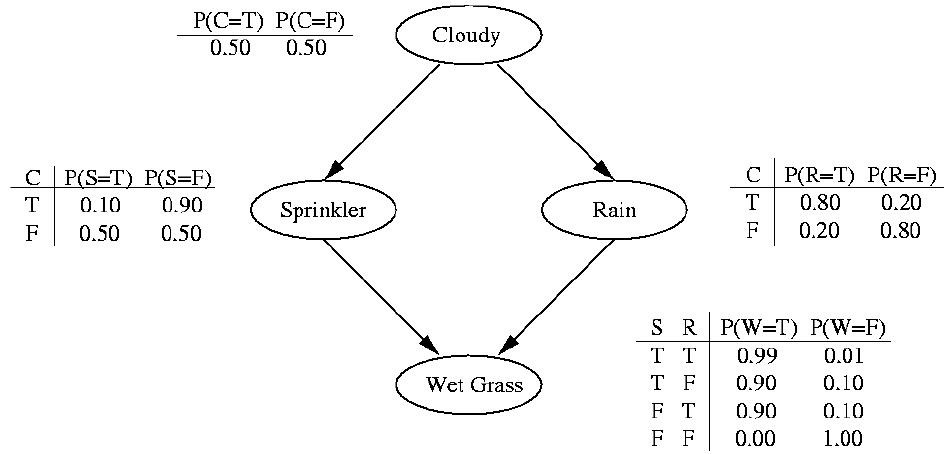 P(C=T) P(C=F)
0.50 0.50
Cloudy
C P(S=T) P(S=F)
T 0.10 0.90
F 0.50 0.50
Sprinkler
Rain
C P(R=T) P(R=F)
T 0.80 0.20
F 0.20 0.80
Wet Grass
S R P(W=T) P(W=F)
T T 0.99 0.01
T F 0.90 0.10
F T 0.90 0.10
F F 0.00 1.00